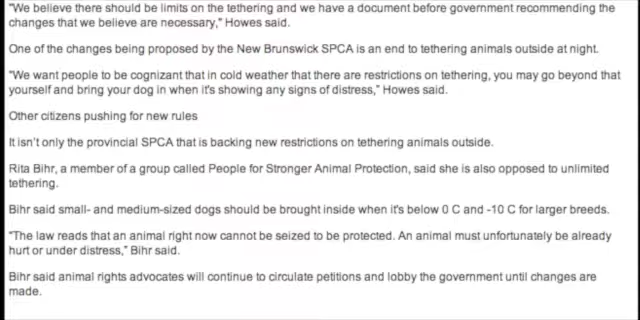 "We believe there should be limits on the tethering and we have a document before government recommending the
changes that we believe are necessary," Howes said.
One of the changes being proposed by the New Brunswick SPCA is an end to tethering animals outside at night.
"We want people to be cognizant that in cold weather that there are restrictions on tethering, you may go beyond that
yourself and bring your dog in when it's showing any signs of distress," Howes said.
Other citizens pushing for new rules
It isn't only the provincial SPCA that is backing new restrictions on tethering animals outside.
Rita Bihr, a member of a group called People for Stronger Animal Protection, said she is also opposed to unlimited
tethering.
Bihr said small- and medium-sized dogs should be brought inside when it's below 0 C and -10 C for larger breeds.
"The law reads that an animal right now cannot be seized to be protected. An animal must unfortunately be already
hurt or under distress," Bihr said.
Bihr said animal rights advocates will continue to circulate petitions and lobby the government until changes are
made.